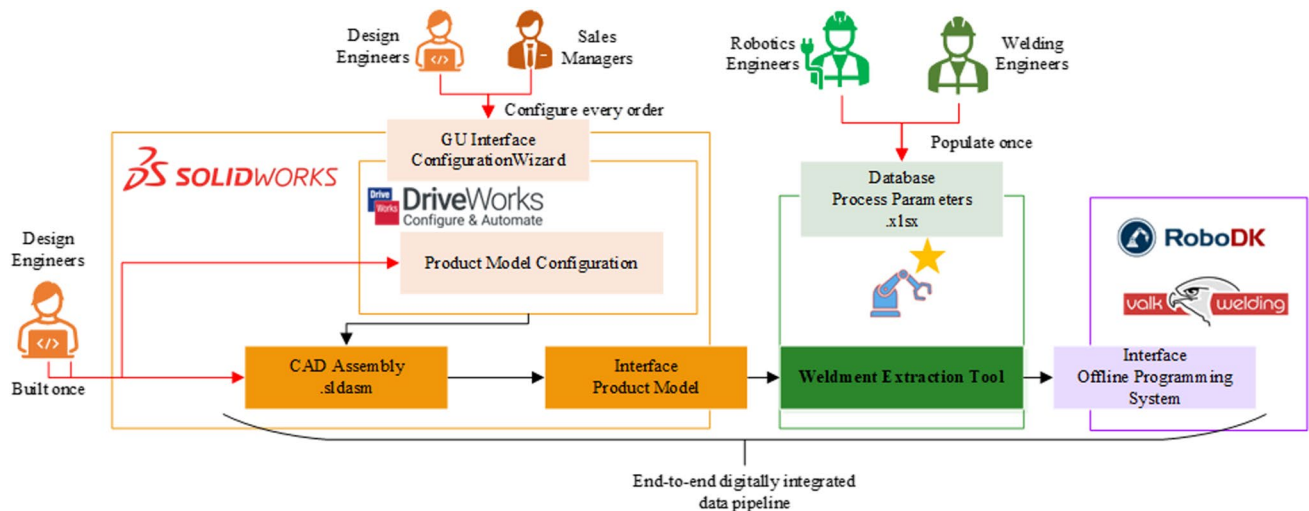 Design
Engineers
Sales
Managers
Robotics
Engineers
Welding
Engineers
Configure every order
Populate once
GU Interface
ConfigurationWizard
SOLIDWORKS
Drive
Works
DriveWorks
Configure & Automate
Database
Process Parameters
.xlsx
RoboDK
valk welding
Design
Engineers
Product Model Configuration
Built once
CAD Assembly
.sldasm
Interface
Product Model
Weldment Extraction Tool
Interface
Offline Programming
System
End-to-end digitally integrated
data pipeline